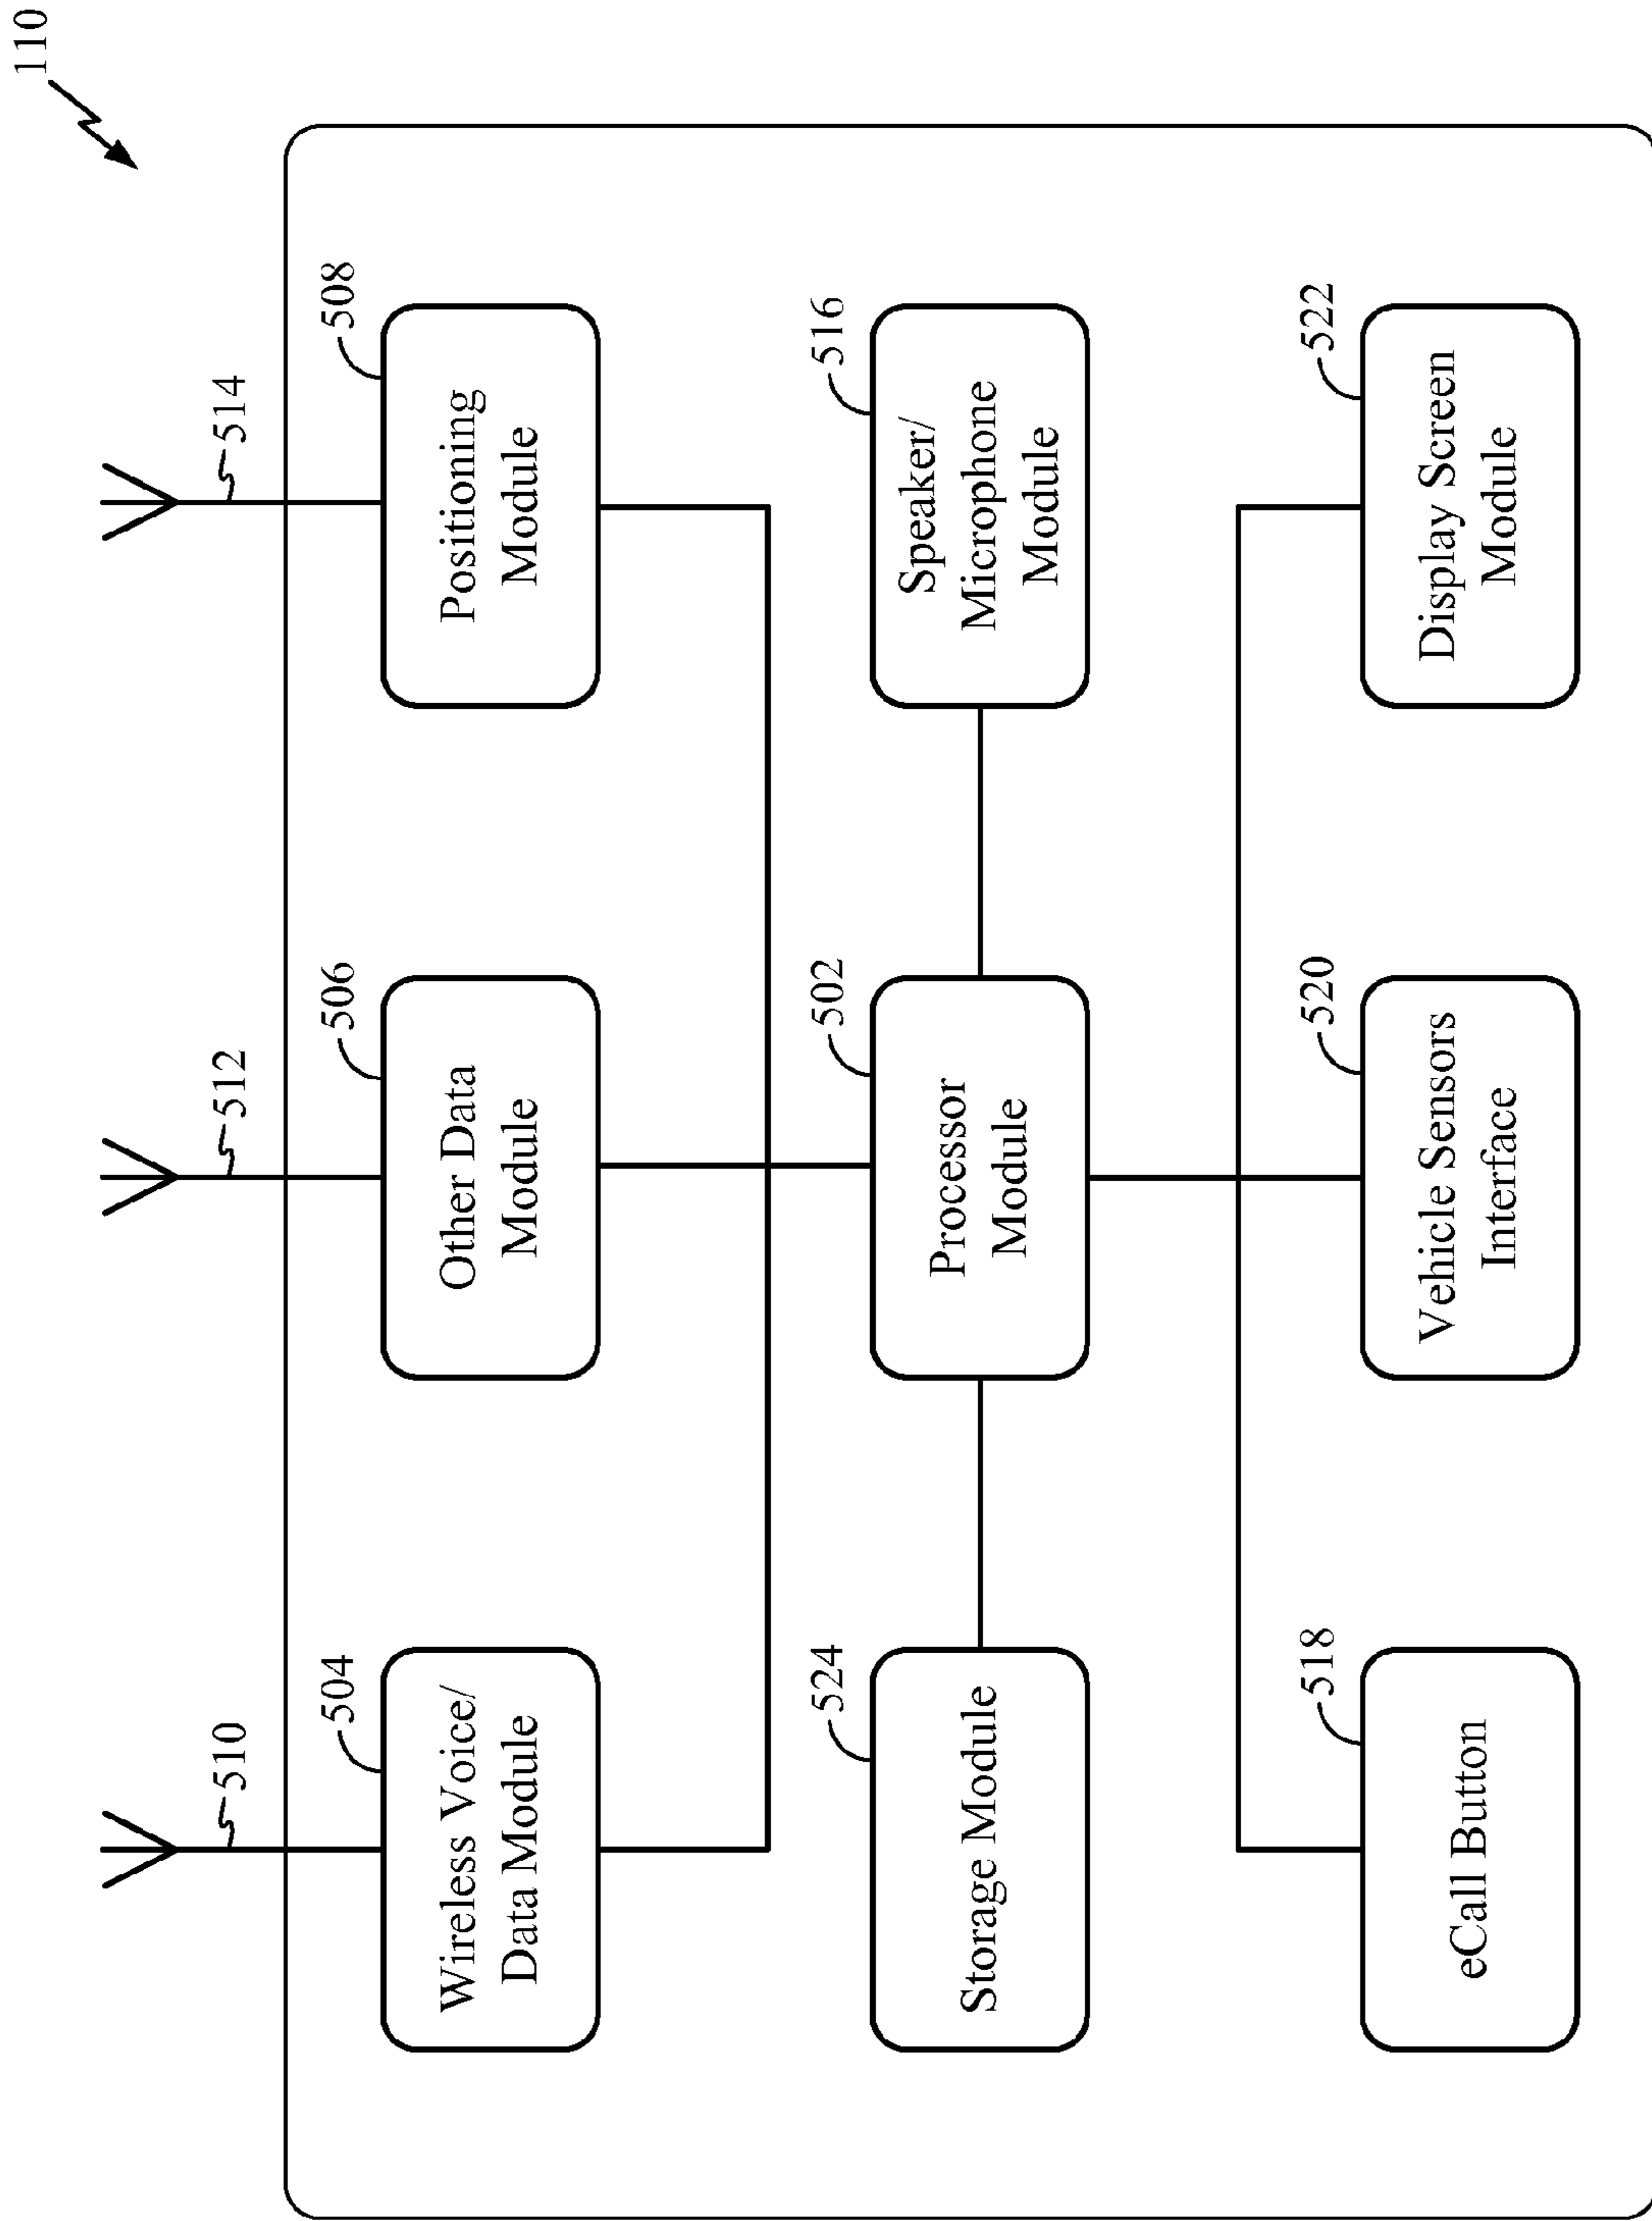 110
510
512
514
504
506
508
Wireless Voice/
Data Module
Other Data
Module
Positioning
Module
524
502
516
Storage Module
Processor
Module
Speaker/
Microphone
Module
518
520
522
eCall Button
Vehicle Sensors
Interface
Display Screen
Module